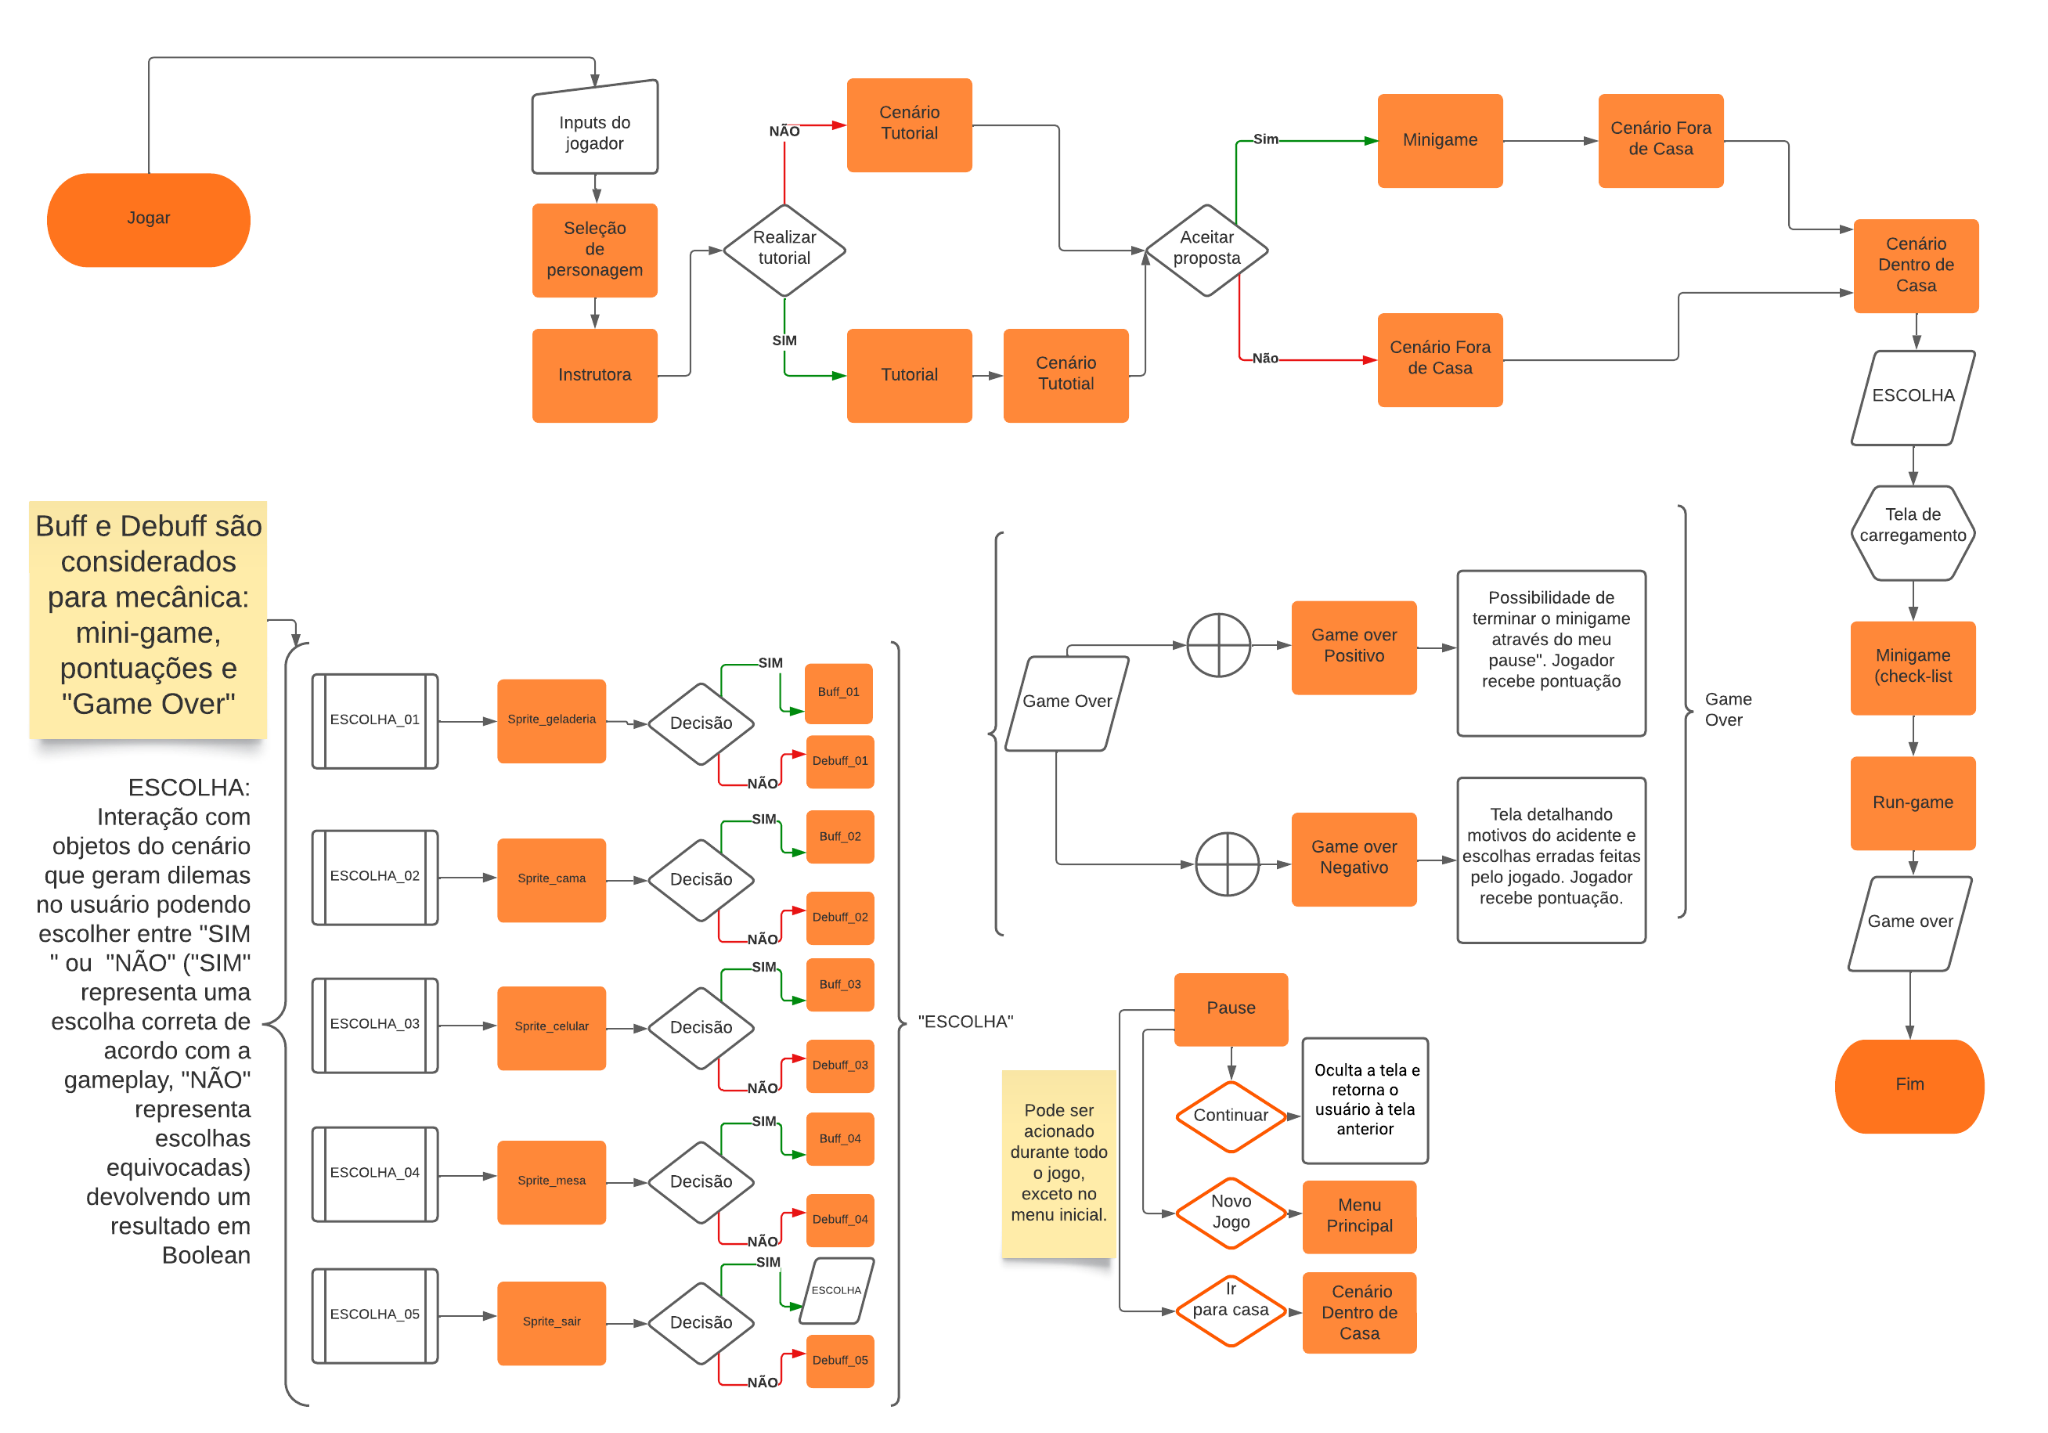 Jogar
Inputs do
jogador
Seleção
de
personagem
Instrutora
Realizar
tutorial
NÃO
SIM
Cenário
Tutorial
Tutorial
Cenário
Tutotial
Aceitar
proposta
Sim
Não
Minigame
Cenário Fora
de Casa
Cenário Fora
de Casa
Cenário
Dentro de
Casa
ESCOLHA
Tela de
carregamento
Minigame
(check-list
Run-game
Game over
Fim
Buff e Debuff são
considerados
para mecânica:
mini-game,
pontuações e
"Game Over"
ESCOLHA:
Interação com
objetos do cenário
que geram dilemas
no usuário podendo
escolher entre "SIM
" ou  "NÃO" ("SIM"
representa uma
escolha correta de
acordo com a
gameplay, "NÃO"
representa
escolhas
equivocadas)
devolvendo um
resultado em
Boolean
ESCOLHA_01
Sprite_geladeria
Decisão
SIM
NÃO
Buff_01
Debuff_01
ESCOLHA_02
Sprite_cama
Decisão
SIM
NÃO
Buff_02
Debuff_02
ESCOLHA_03
Sprite_celular
Decisão
SIM
NÃO
Buff_03
Debuff_03
ESCOLHA_04
Sprite_mesa
Decisão
SIM
NÃO
Buff_04
Debuff_04
ESCOLHA_05
Sprite_sair
Decisão
SIM
NÃO
ESCOLHA
Debuff_05
"ESCOLHA"
Game Over
Game over
Positivo
Possibilidade de
terminar o minigame
através do meu
pause". Jogador
recebe pontuação
Game over
Negativo
Tela detalhando
motivos do acidente e
escolhas erradas feitas
pelo jogado. Jogador
recebe pontuação.
Game
Over
Pause
Pode ser
acionado
durante todo
o jogo,
exceto no
menu inicial.
Continuar
Oculta a tela e
retorna o
usuário à tela
anterior
Novo
Jogo
Menu
Principal
Ir
para casa
Cenário
Dentro de
Casa